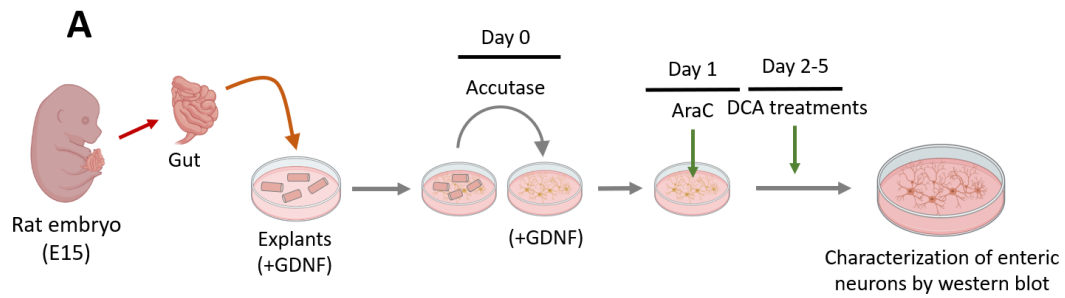 A
Day 0
Accutase
Day 1
AraC
Day 2-5
DCA treatments
Gut
Rat embryo
(E15)
Explants
(+GDNF)
(+GDNF)
Characterization of enteric
neurons by western blot